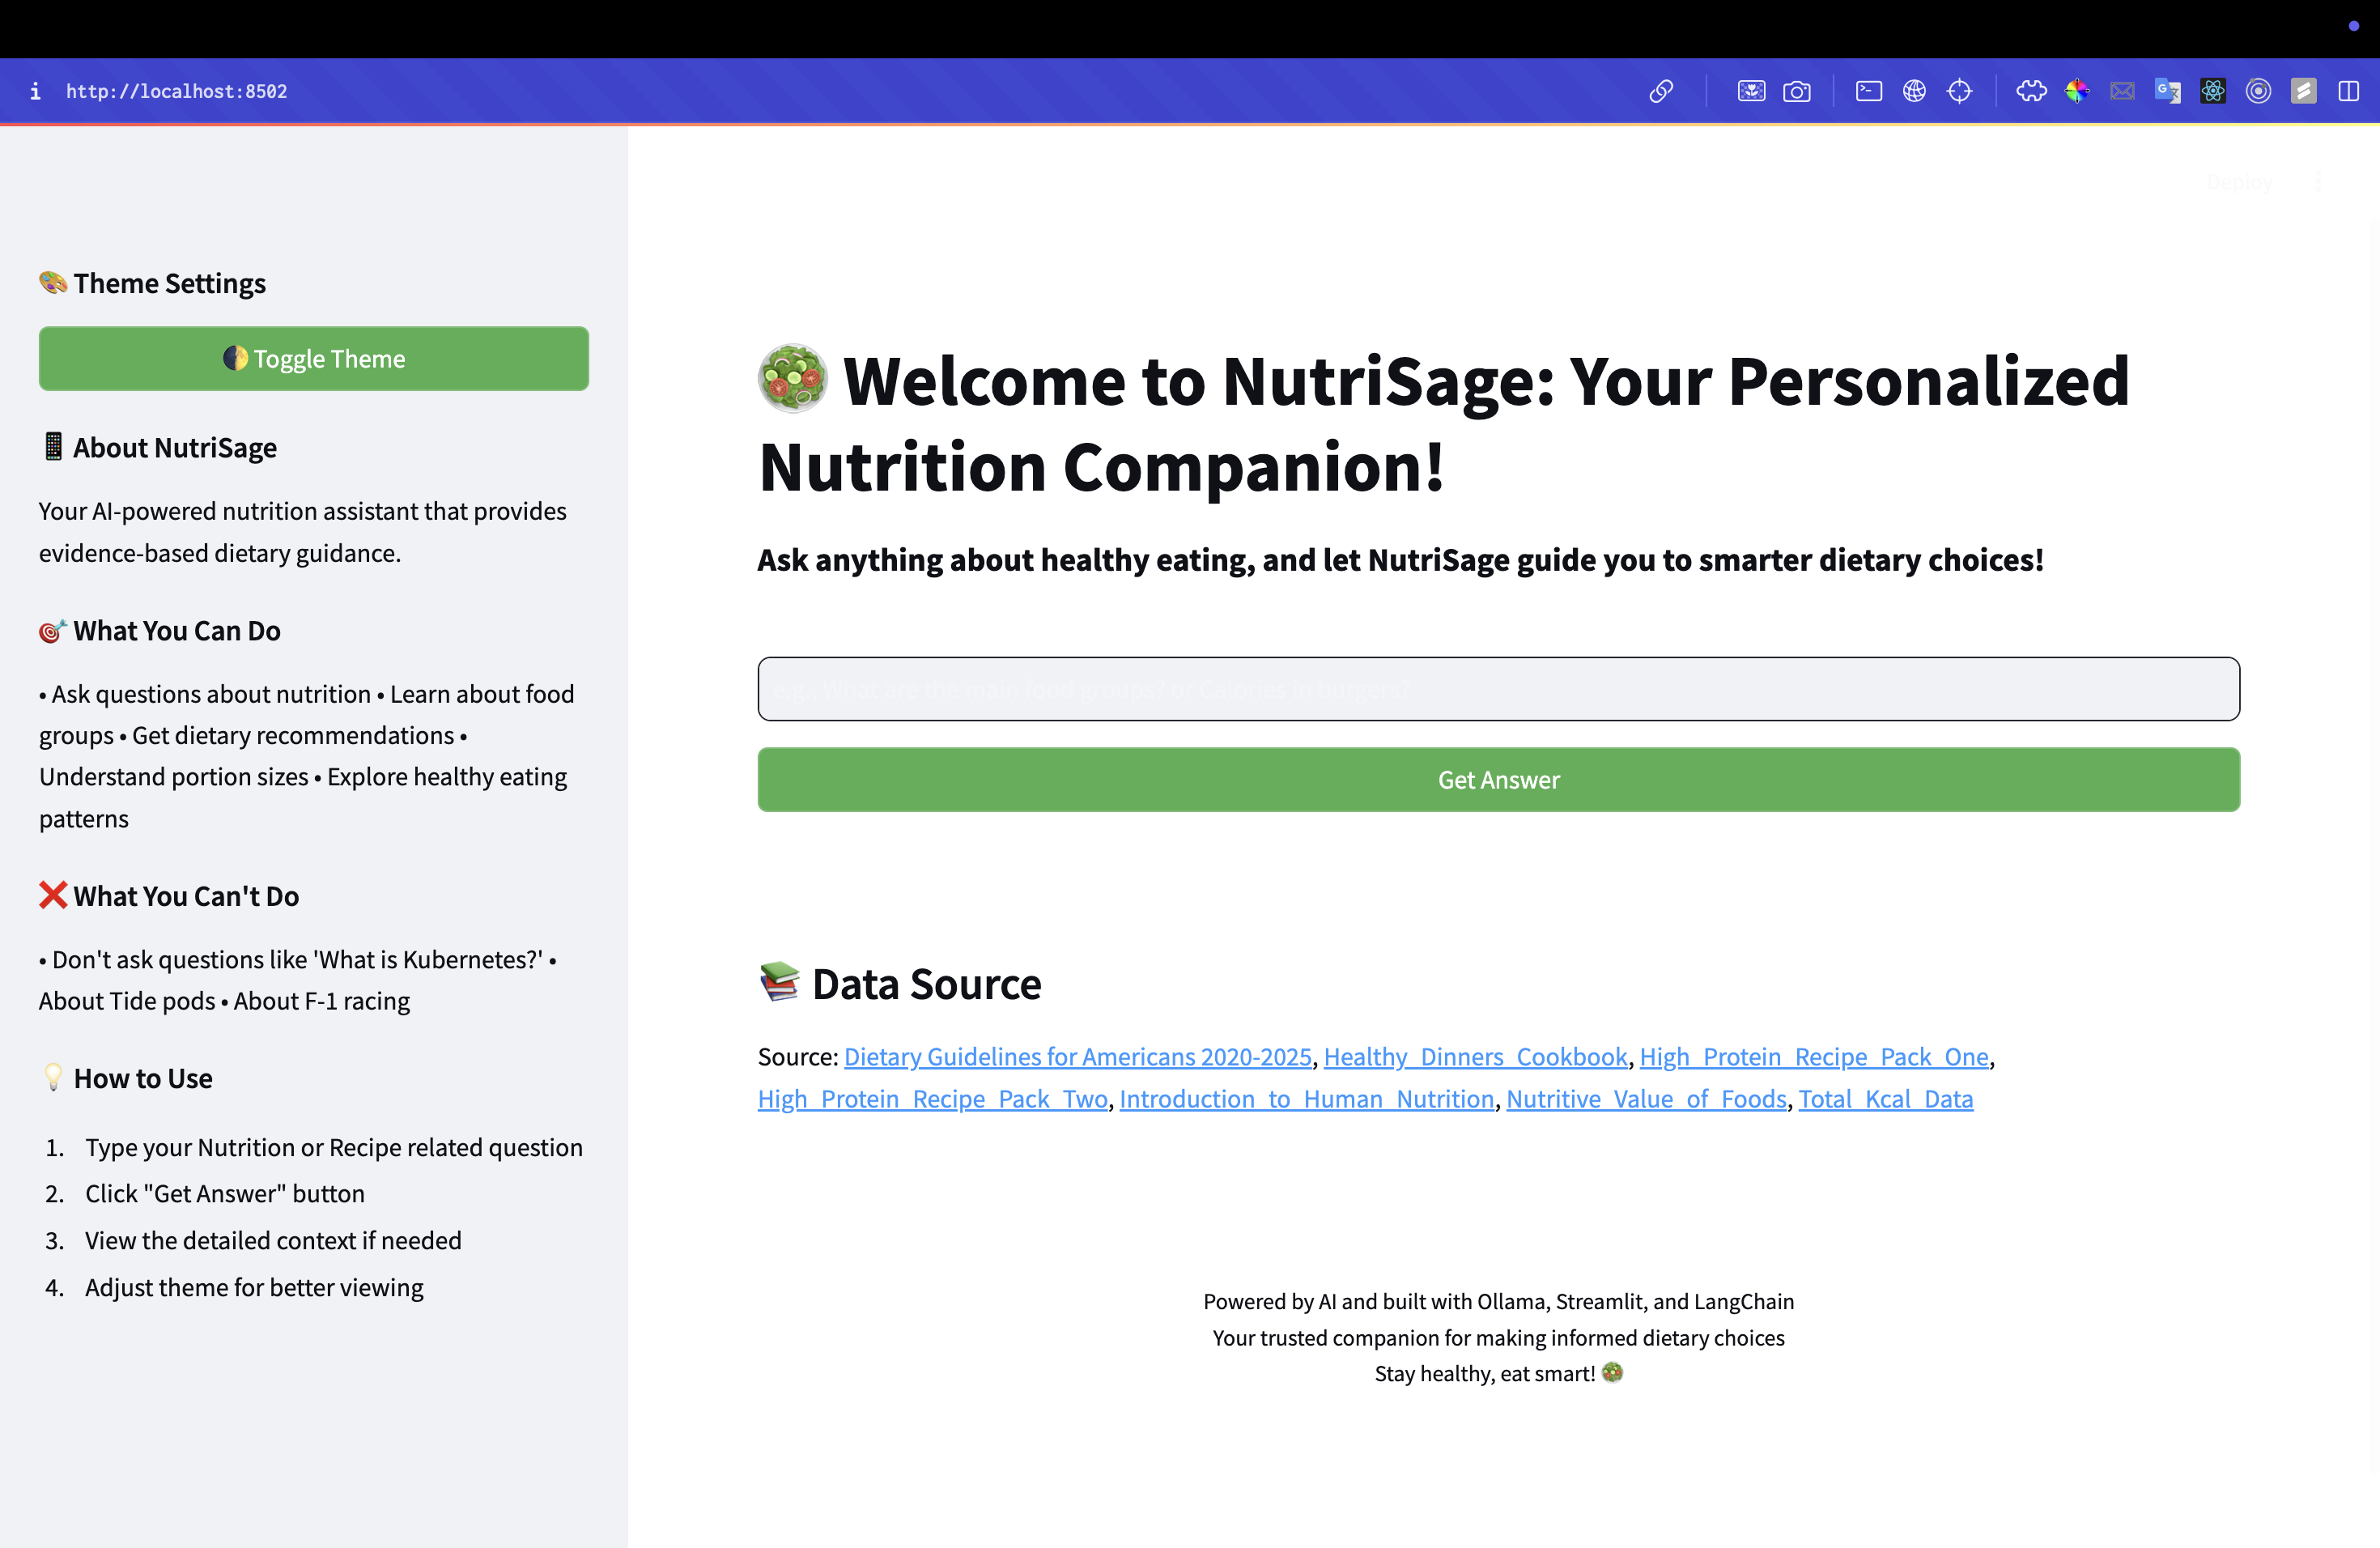 http://localhost:8502
Deploy
🎨 Theme Settings
🌓 Toggle Theme
📱 About NutriSage
Your AI-powered nutrition assistant that provides
evidence-based dietary guidance.
🎯 What You Can Do
• Ask questions about nutrition • Learn about food
groups • Get dietary recommendations •
Understand portion sizes • Explore healthy eating
patterns
❌ What You Can't Do
• Don't ask questions like 'What is Kubernetes?' •
About Tide pods • About F-1 racing
💡 How to Use
1. Type your Nutrition or Recipe related question
2. Click "Get Answer" button
3. View the detailed context if needed
4. Adjust theme for better viewing
🥗 Welcome to NutriSage: Your Personalized
Nutrition Companion!
Ask anything about healthy eating, and let NutriSage guide you to smarter dietary choices!
e.g., What are the main food groups? or Calories in burgers?
Get Answer
📚 Data Source
Source: Dietary Guidelines for Americans 2020-2025, Healthy_Dinners_Cookbook, High_Protein_Recipe_Pack_One,
High_Protein_Recipe_Pack_Two, Introduction_to_Human_Nutrition, Nutritive_Value_of_Foods, Total_Kcal_Data
Powered by AI and built with Ollama, Streamlit, and LangChain
Your trusted companion for making informed dietary choices
Stay healthy, eat smart! 🥗